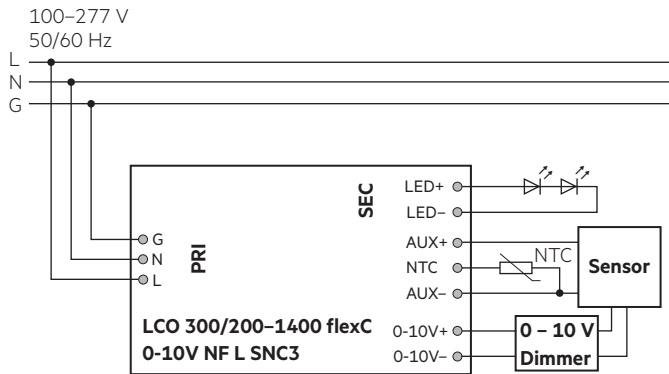 100–277 V
50/60 Hz
L
N
G
LED+
LED–
SEC
AUX+
NTC
NTC
AUX–
Sensor
G
N
L
PRI
LCO 300/200–1400 flexC
0-10V NF L SNC3
0-10V+
0-10V–
0 – 10 V
Dimmer